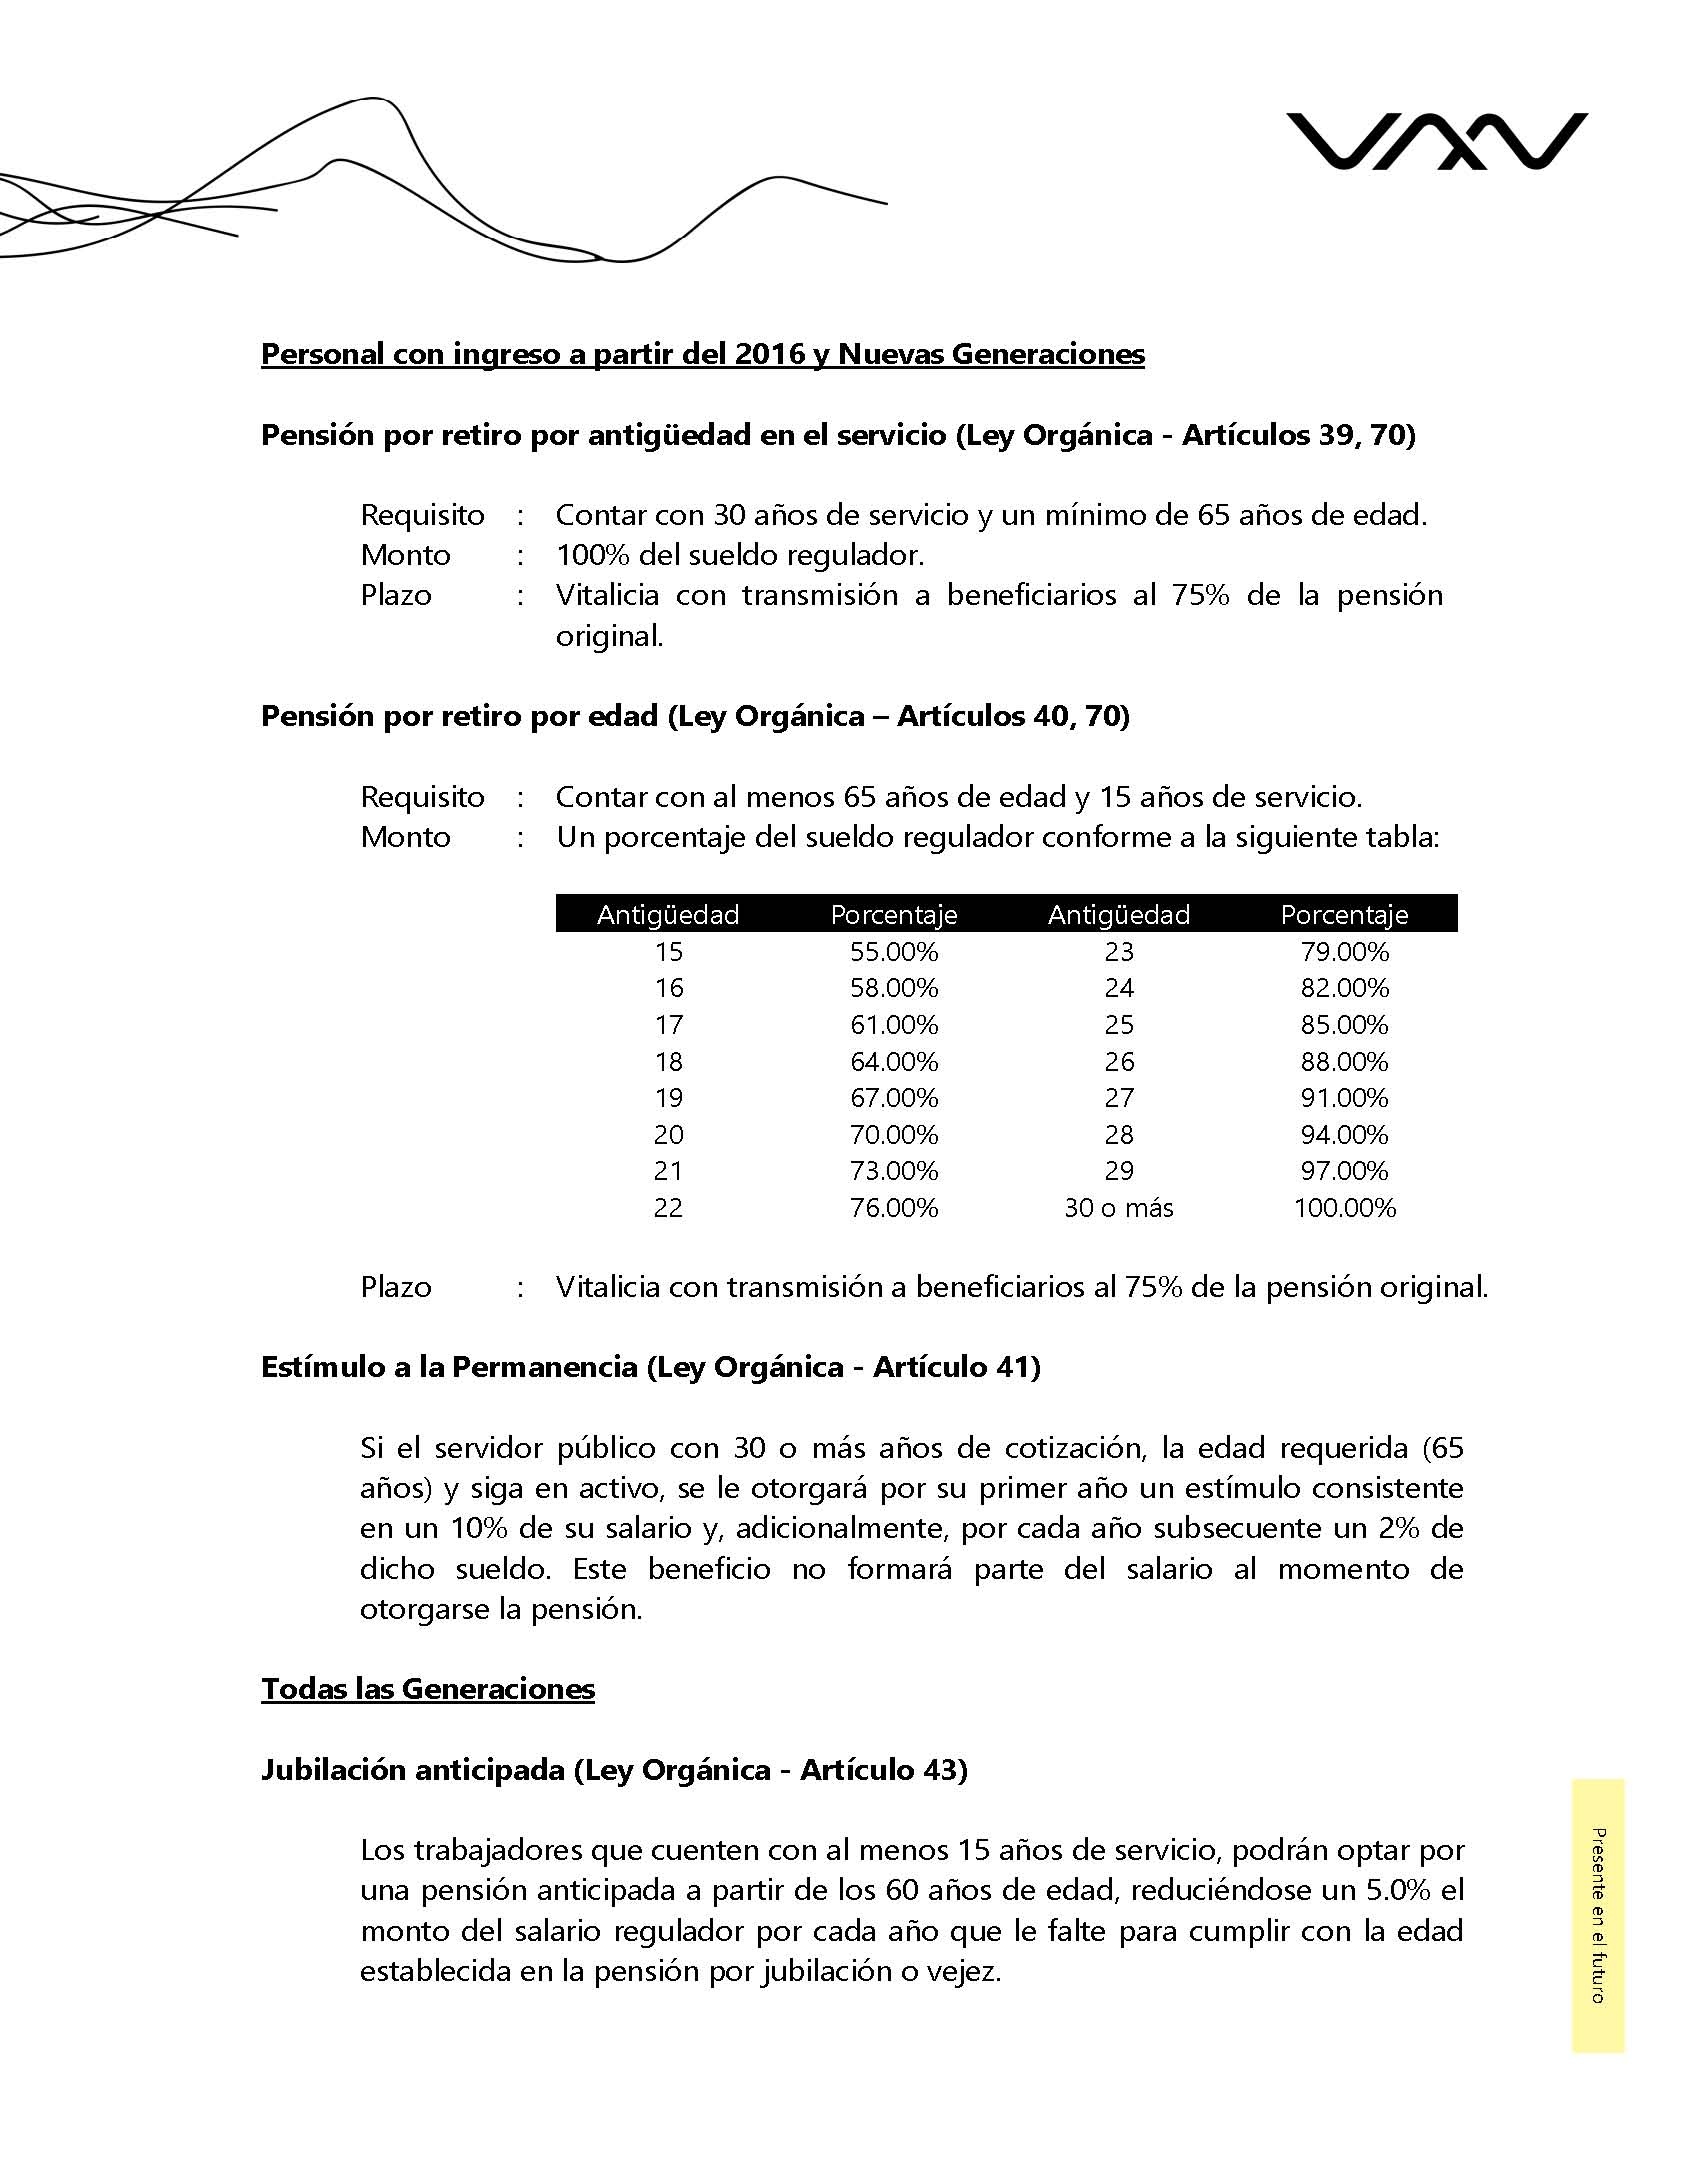 VAN
Personal con ingreso a partir del 2016 y Nuevas Generaciones
Pensión por retiro por antigüedad en el servicio (Ley Orgánica - Artículos 39, 70)
Requisito : Contar con 30 años de servicio y un mínimo de 65 años de edad.
Monto : 100% del sueldo regulador.
Plazo : Vitalicia con transmisión a beneficiarios al 75% de la pensión
original.
Pensión por retiro por edad (Ley Orgánica – Artículos 40, 70)
Requisito : Contar con al menos 65 años de edad y 15 años de servicio.
Monto : Un porcentaje del sueldo regulador conforme a la siguiente tabla:
Antigüedad Porcentaje Antigüedad Porcentaje
15 55.00% 23 79.00%
16 58.00% 24 82.00%
17 61.00% 25 85.00%
18 64.00% 26 88.00%
19 67.00% 27 91.00%
20 70.00% 28 94.00%
21 73.00% 29 97.00%
22 76.00% 30 o más 100.00%
Plazo : Vitalicia con transmisión a beneficiarios al 75% de la pensión original.
Estímulo a la Permanencia (Ley Orgánica - Artículo 41)
Si el servidor público con 30 o más años de cotización, la edad requerida (65
años) y siga en activo, se le otorgará por su primer año un estímulo consistente
en un 10% de su salario y, adicionalmente, por cada año subsecuente un 2% de
dicho sueldo. Este beneficio no formará parte del salario al momento de
otorgarse la pensión.
Todas las Generaciones
Jubilación anticipada (Ley Orgánica - Artículo 43)
Los trabajadores que cuenten con al menos 15 años de servicio, podrán optar por
una pensión anticipada a partir de los 60 años de edad, reduciéndose un 5.0% el
monto del salario regulador por cada año que le falte para cumplir con la edad
establecida en la pensión por jubilación o vejez.
Presente en el futuro